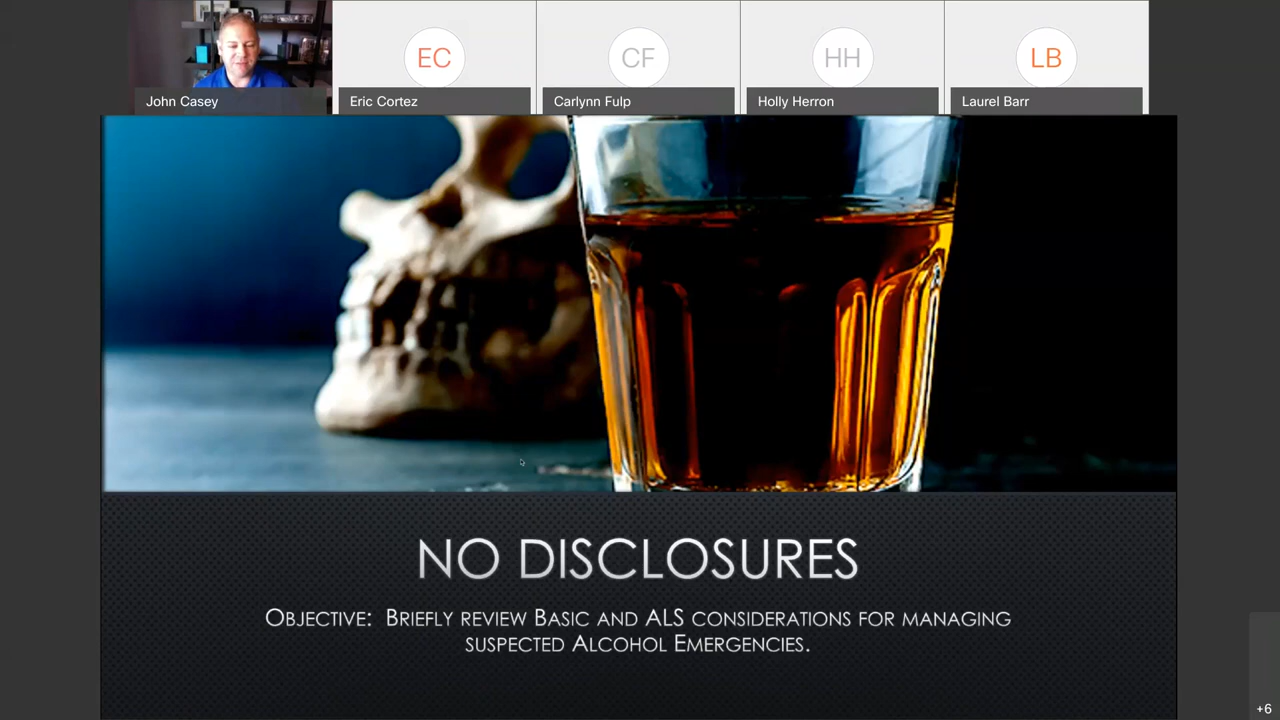 EC
CF
HH
LB
John Casey
Eric Cortez
Carlynn Fulp
Holly Herron
Laurel Barr
NO DISCLOSURES
OBJECTIVE: BRIEFLY REVIEW BASIC AND ALS CONSIDERATIONS FOR MANAGING
SUSPECTED ALCOHOL EMERGENCIES.
+6